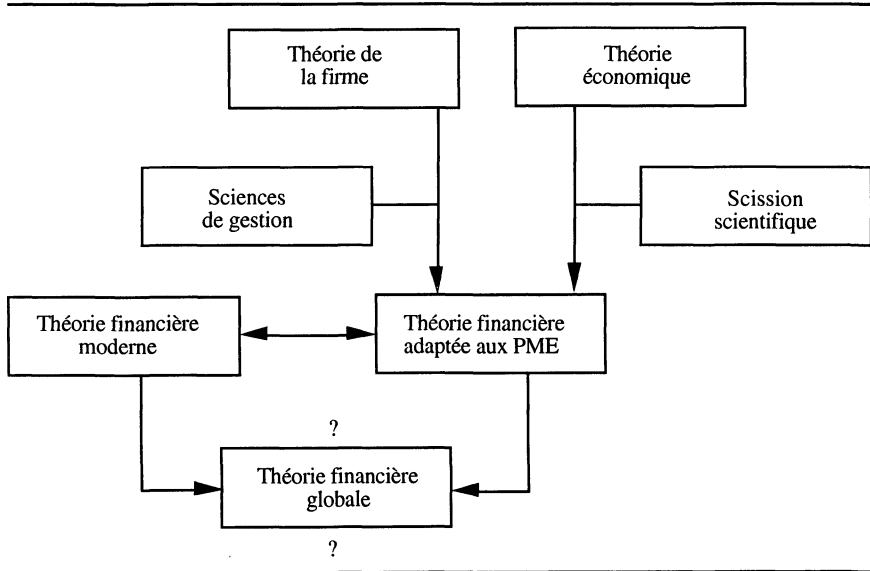 Théorie de
la firme
Théorie
économique
Sciences
de gestion
Scission
scientifique
Théorie financière
moderne
Théorie financière
adaptée aux PME
?
Théorie financière
globale
?